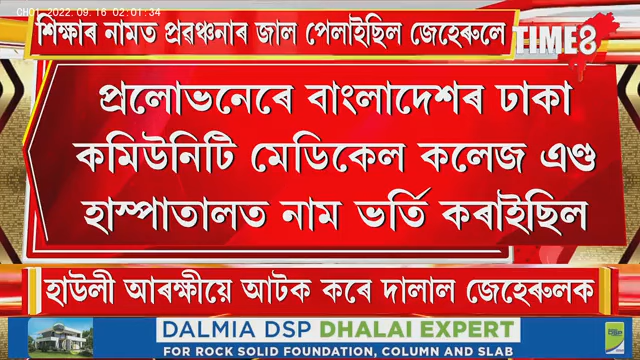 CH01 2022.09.16 02:01:34
শিক্ষাৰ নামত প্ৰৱঞ্চনাৰ জাল পেলাইছিল জেহেৰুলে
TIME8
প্ৰলোভনেৰে বাংলাদেশৰ ঢাকা
কমিউনিটি মেডিকেল কলেজ এণ্ড
হাস্পাতালত নাম ভৰ্তি কৰাইছিল
হাউলী আৰক্ষীয়ে আটক কৰে দালাল জেহেৰুলক
DALMIA DSP DHALAI EXPERT
FOR ROCK SOLID FOUNDATION, COLUMN AND SLAB